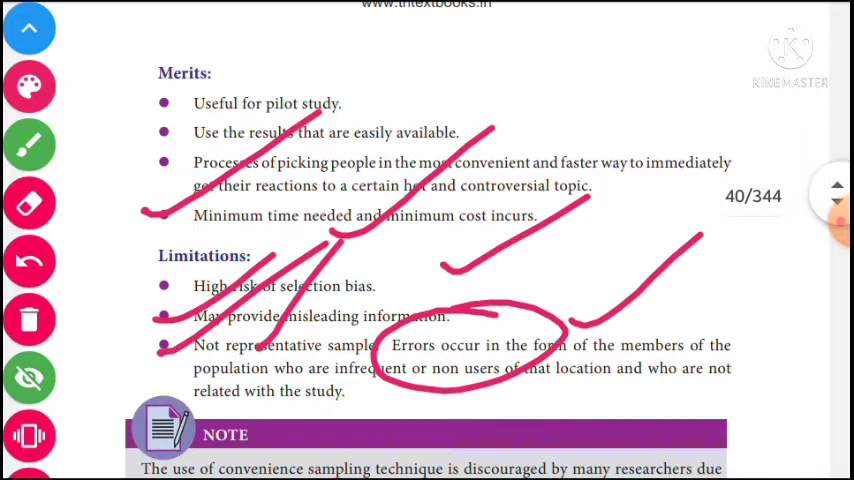 www.tntextbooks.in
KINEMASTER
Merits:
Useful for pilot study.
Use the results that are easily available.
Processes of picking people in the most convenient and faster way to immediately
get their reactions to a certain hot and controversial topic.
40/344
Minimum time needed and minimum cost incurs.
Limitations:
High risk of selection bias.
May provide misleading information.
Not representative sample. Errors occur in the form of the members of the
population who are infrequent or non users of that location and who are not
related with the study.
NOTE
The use of convenience sampling technique is discouraged by many researchers due